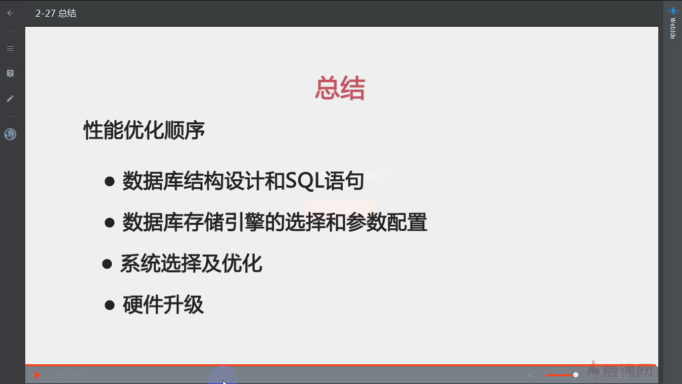 2-27 总结
Webside
总结
性能优化顺序
● 数据库结构设计和SQL语句
● 数据库存储引擎的选择和参数配置
● 系统选择及优化
● 硬件升级
慕课网